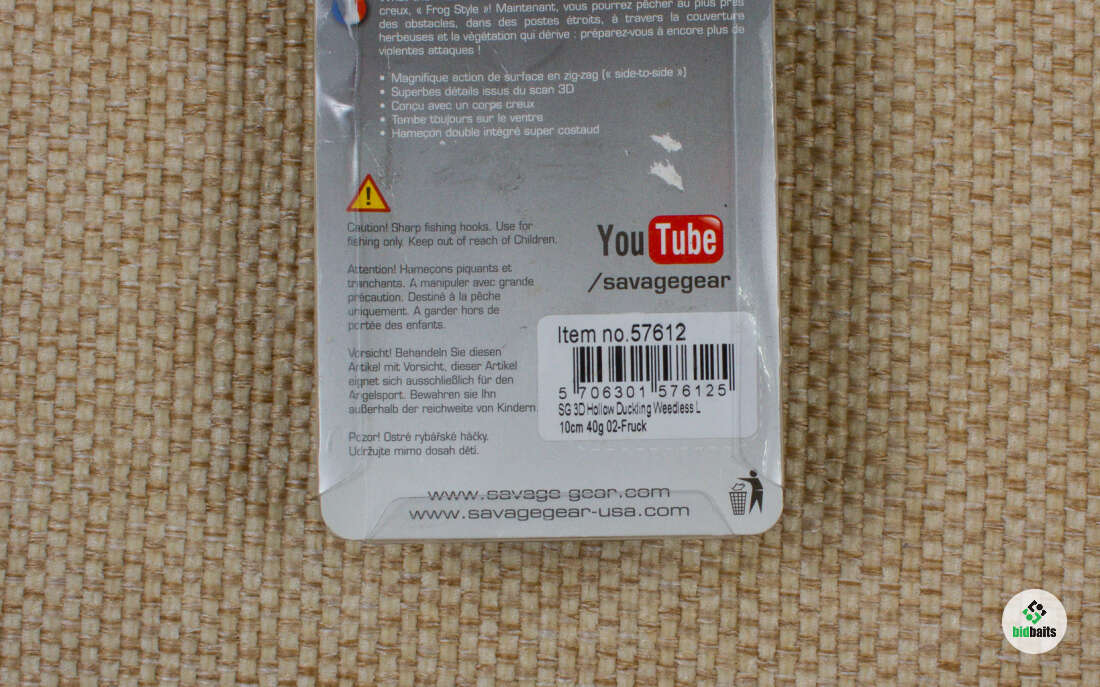 creux, « Frog Style »! Maintenant, vous pourrez pêcher au plus près
des obstacles, dans des postes étroits, à travers la couverture
herbeuses et la végétation qui dérive : préparez-vous à encore plus de
violentes attaques !
• Magnifique action de surface en zig-zag (« side-to-side »)
• Superbes détails issus du scan 3D
• Conçu avec un corps creux
• Tombe toujours sur le ventre
• Hameçon double intégré super costaud
Caution! Sharp fishing hooks. Use for
fishing only. Keep out of reach of Children.
Attention! Hameçons piquants et
tranchants. A manipuler avec grande
précaution. Destiné à la pêche
uniquement. A garder hors de
portée des enfants.
Vorsicht! Behandeln Sie diesen
Artikel mit Vorsicht, dieser Artikel
eignet sich ausschließlich für den
Angelsport. Bewahren sie Ihn
außerhalb der reichweite von Kindern.
Pozor! Ostré rybářské háčky.
Udržujte mimo dosah dětí.
You Tube
/savagegear
Item no.57612
5 706301 576125
SG 3D Hollow Duckling Weedless L
10cm 40g 02-Fruck
www.savage gear.com
www.savagegear-usa.com
bidbaits